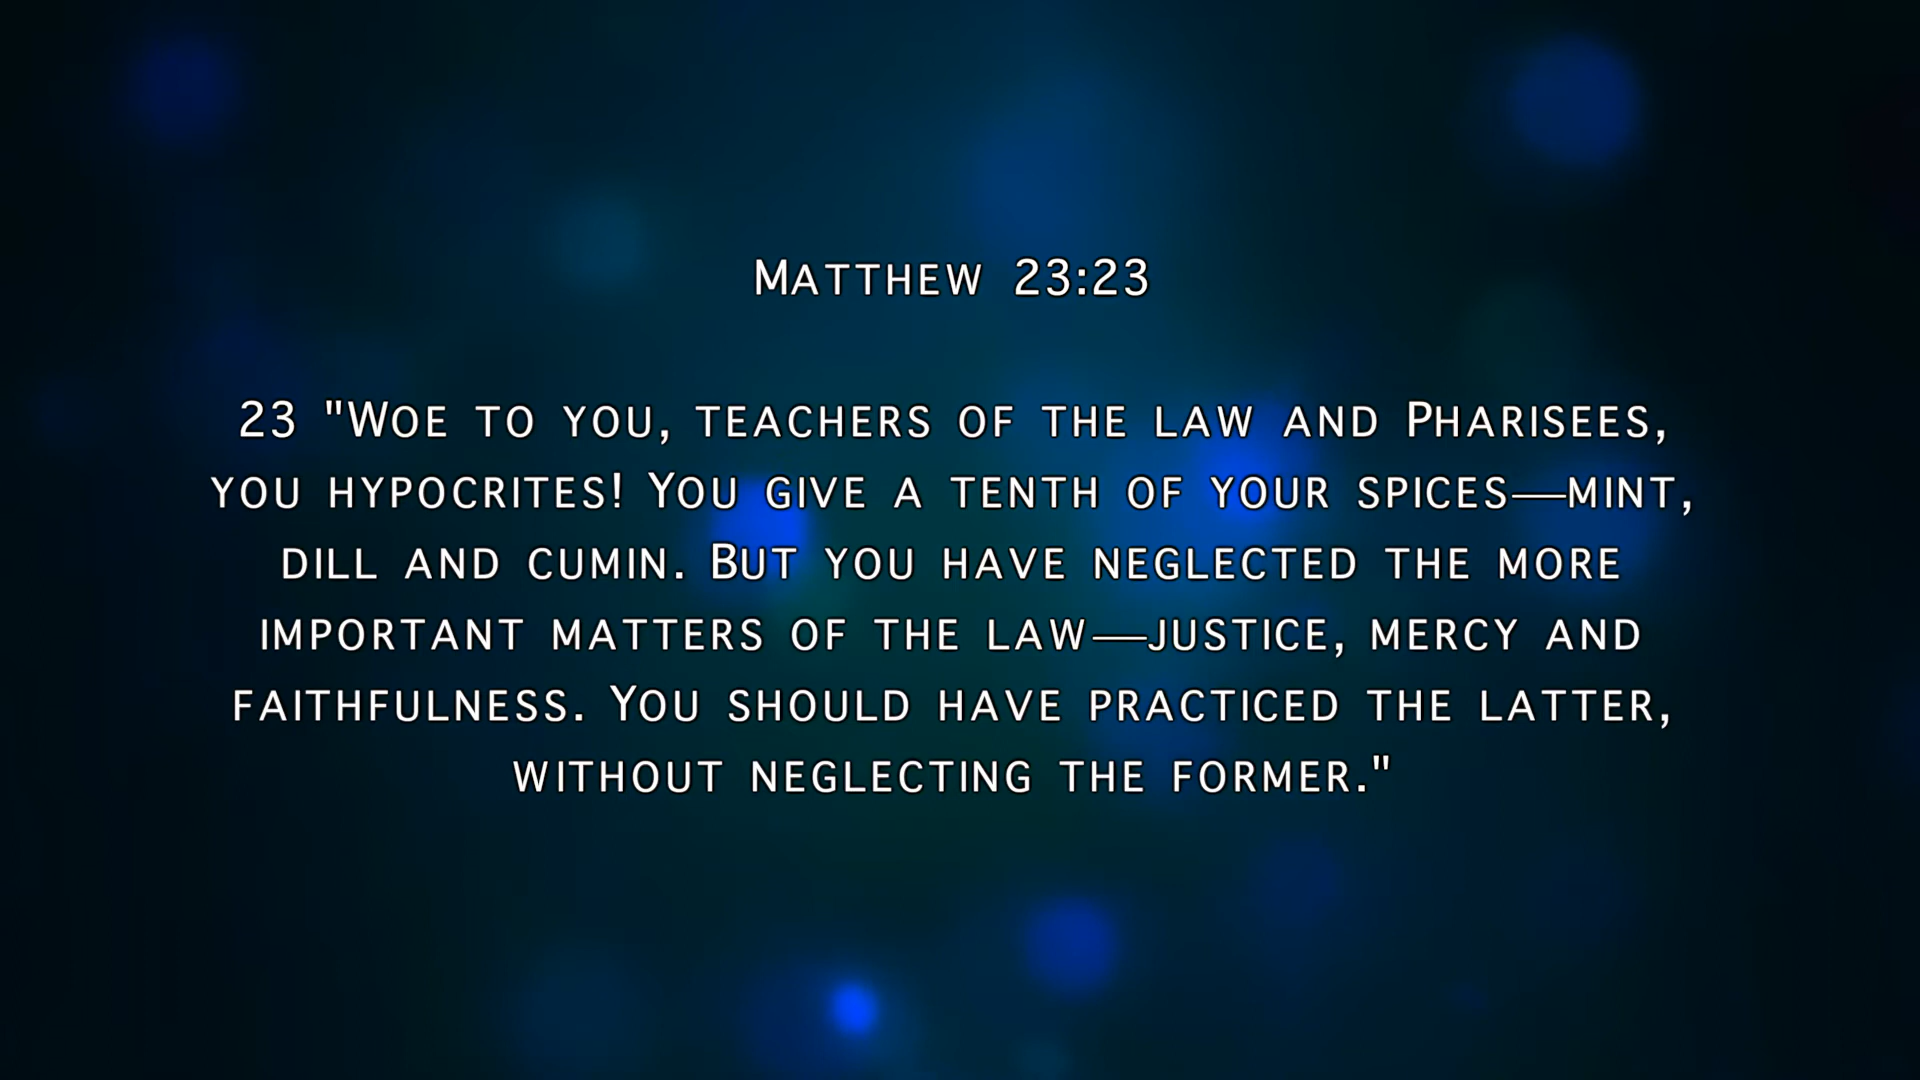 Matthew 23:23
23 "Woe to you, teachers of the law and Pharisees,
you hypocrites! You give a tenth of your spices—mint,
dill and cumin. But you have neglected the more
important matters of the law—justice, mercy and
faithfulness. You should have practiced the latter,
without neglecting the former."